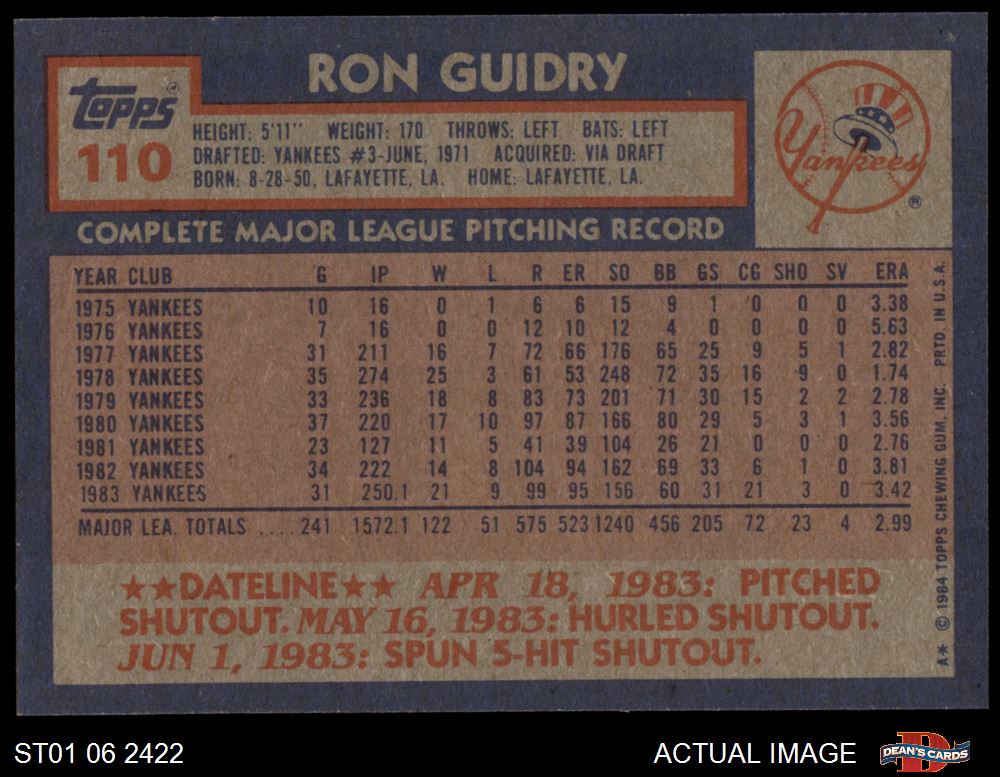 RON GUIDRY
topps®
110
HEIGHT: 5'11" WEIGHT: 170 THROWS: LEFT BATS: LEFT
DRAFTED: YANKEES #3-JUNE, 1971 ACQUIRED: VIA DRAFT
BORN: 8-28-50, LAFAYETTE, LA. HOME: LAFAYETTE, LA.
Yankees
®
COMPLETE MAJOR LEAGUE PITCHING RECORD
YEAR CLUB G IP W L R ER SO BB GS CG SHO SV ERA
1975 YANKEES 10 16 0 1 6 6 15 9 1 0 0 0 3.38
1976 YANKEES 7 16 0 0 12 10 12 4 0 0 0 0 5.63
1977 YANKEES 31 211 16 7 72 66 176 65 25 9 5 1 2.82
1978 YANKEES 35 274 25 3 61 53 248 72 35 16 9 0 1.74
1979 YANKEES 33 236 18 8 83 73 201 71 30 15 2 2 2.78
1980 YANKEES 37 220 17 10 97 87 166 80 29 5 3 1 3.56
1981 YANKEES 23 127 11 5 41 39 104 26 21 0 0 0 2.76
1982 YANKEES 34 222 14 8 104 94 162 69 33 6 1 0 3.81
1983 YANKEES 31 250.1 21 9 99 95 156 60 31 21 3 0 3.42
MAJOR LEA. TOTALS .... 241 1572.1 122 51 575 523 1240 456 205 72 23 4 2.99
★★DATELINE★★ APR 18, 1983: PITCHED
SHUTOUT. MAY 16, 1983: HURLED SHUTOUT.
JUN 1, 1983: SPUN 5-HIT SHUTOUT.
A* © 1984 TOPPS CHEWING GUM, INC. PRTD. IN U.S.A.
ST01 06 2422
ACTUAL IMAGE
D
DEAN'S CARDS